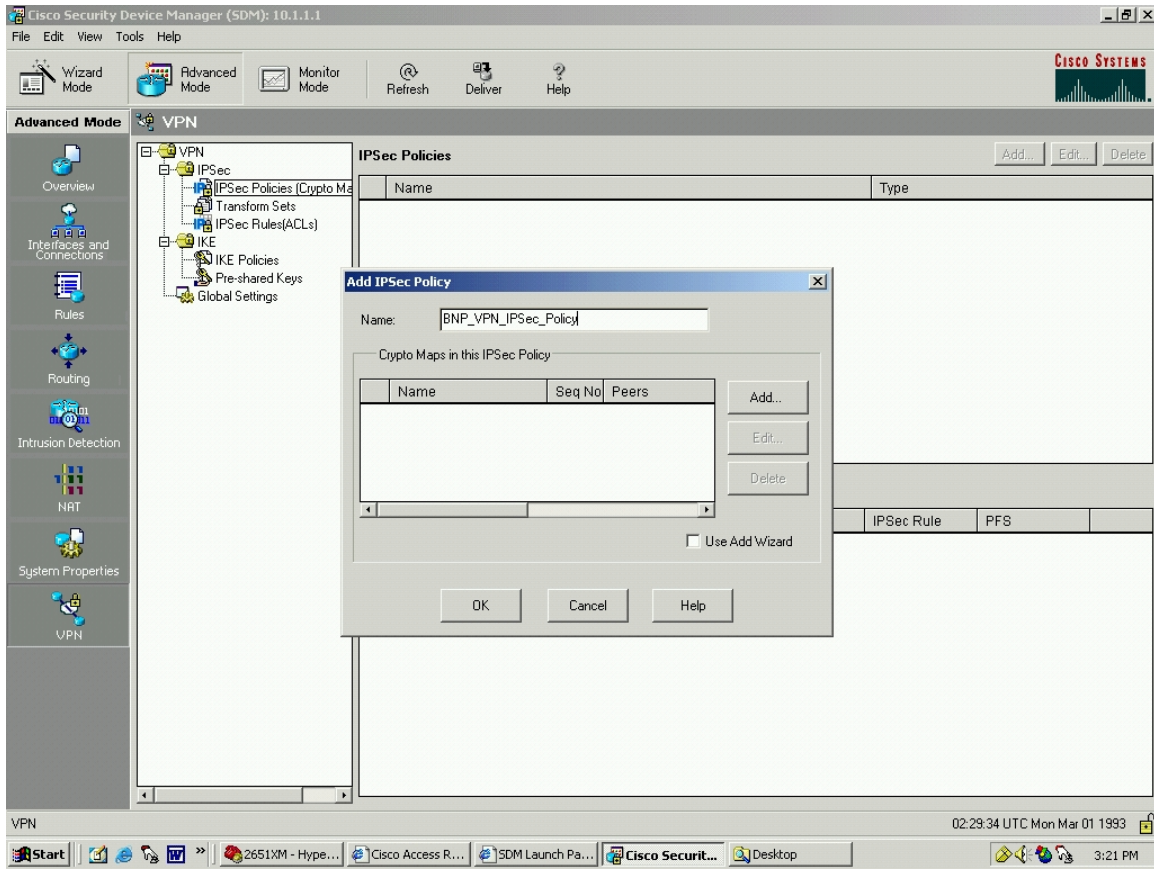 Cisco Security Device Manager (SDM): 10.1.1.1
File Edit View Tools Help
Wizard Mode
Advanced Mode
Monitor Mode
Refresh
Deliver
Help
CISCO SYSTEMS
Advanced Mode
VPN
Overview
Interfaces and Connections
Rules
Routing
Intrusion Detection
NAT
System Properties
VPN
VPN
IPSec
IPSec Policies (Crypto Ma
Transform Sets
IPSec Rules(ACLs)
IKE
IKE Policies
Pre-shared Keys
Global Settings
IPSec Policies
Add... Edit... Delete
Name Type
Add IPSec Policy
Name: BNP_VPN_IPSec_Policy
Crypto Maps in this IPSec Policy
Name Seq No Peers
Add...
Edit...
Delete
Use Add Wizard
OK Cancel Help
IPSec Rule PFS
VPN
02:29:34 UTC Mon Mar 01 1993
Start
2651XM - Hype...
Cisco Access R...
SDM Launch Pa...
Cisco Securit...
Desktop
3:21 PM